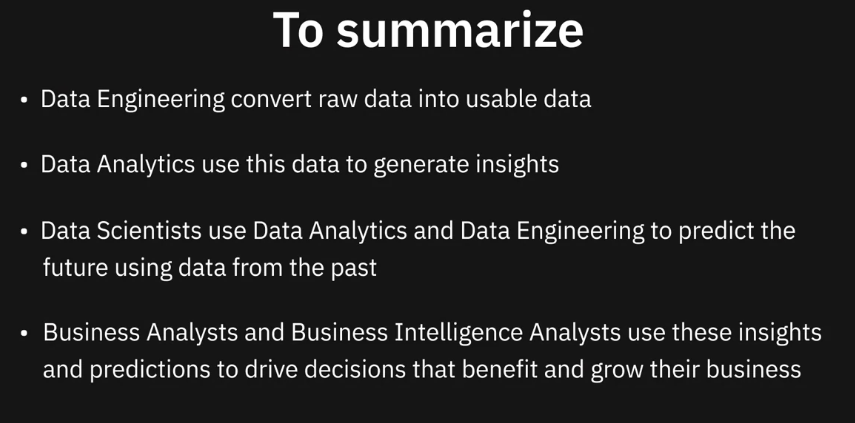 To summarize
• Data Engineering convert raw data into usable data
• Data Analytics use this data to generate insights
• Data Scientists use Data Analytics and Data Engineering to predict the
future using data from the past
• Business Analysts and Business Intelligence Analysts use these insights
and predictions to drive decisions that benefit and grow their business